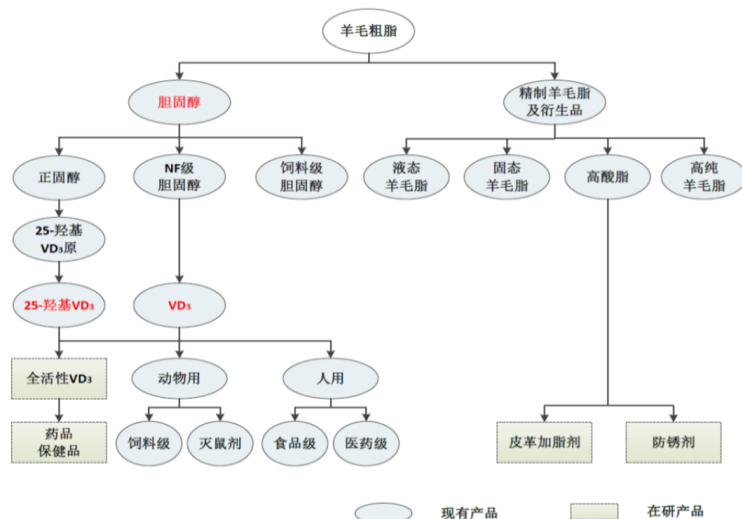 羊毛粗脂
胆固醇
精制羊毛脂
及衍生品
正固醇
NF级
胆固醇
饲料级
胆固醇
液态
羊毛脂
固态
羊毛脂
高酸脂
高纯
羊毛脂
25-羟基
VD₃原
25-羟基VD₃
VD₃
全活性VD₃
动物用
人用
药品
保健品
饲料级
灭鼠剂
食品级
医药级
皮革加脂剂
防锈剂
现有产品
在研产品